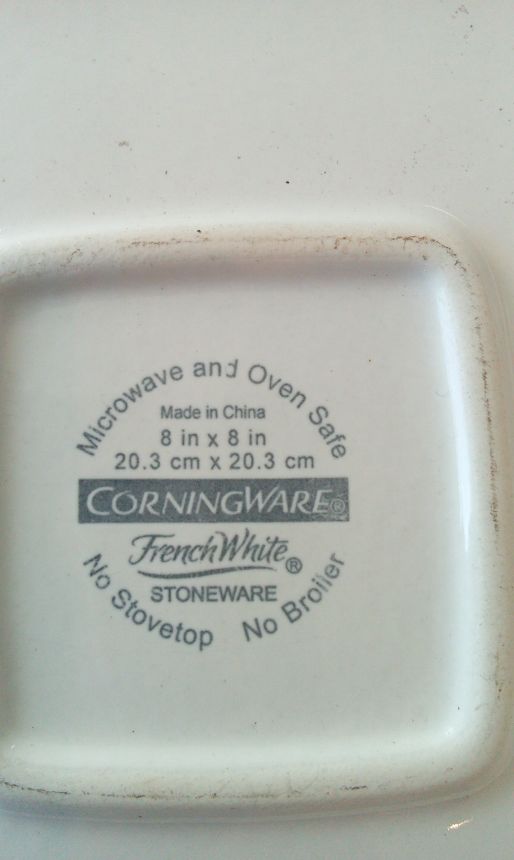 Microwave and Oven Safe
Made in China
8 in x 8 in
20.3 cm x 20.3 cm
CORNINGWARE®
French White®
STONEWARE
No Stovetop No Broiler